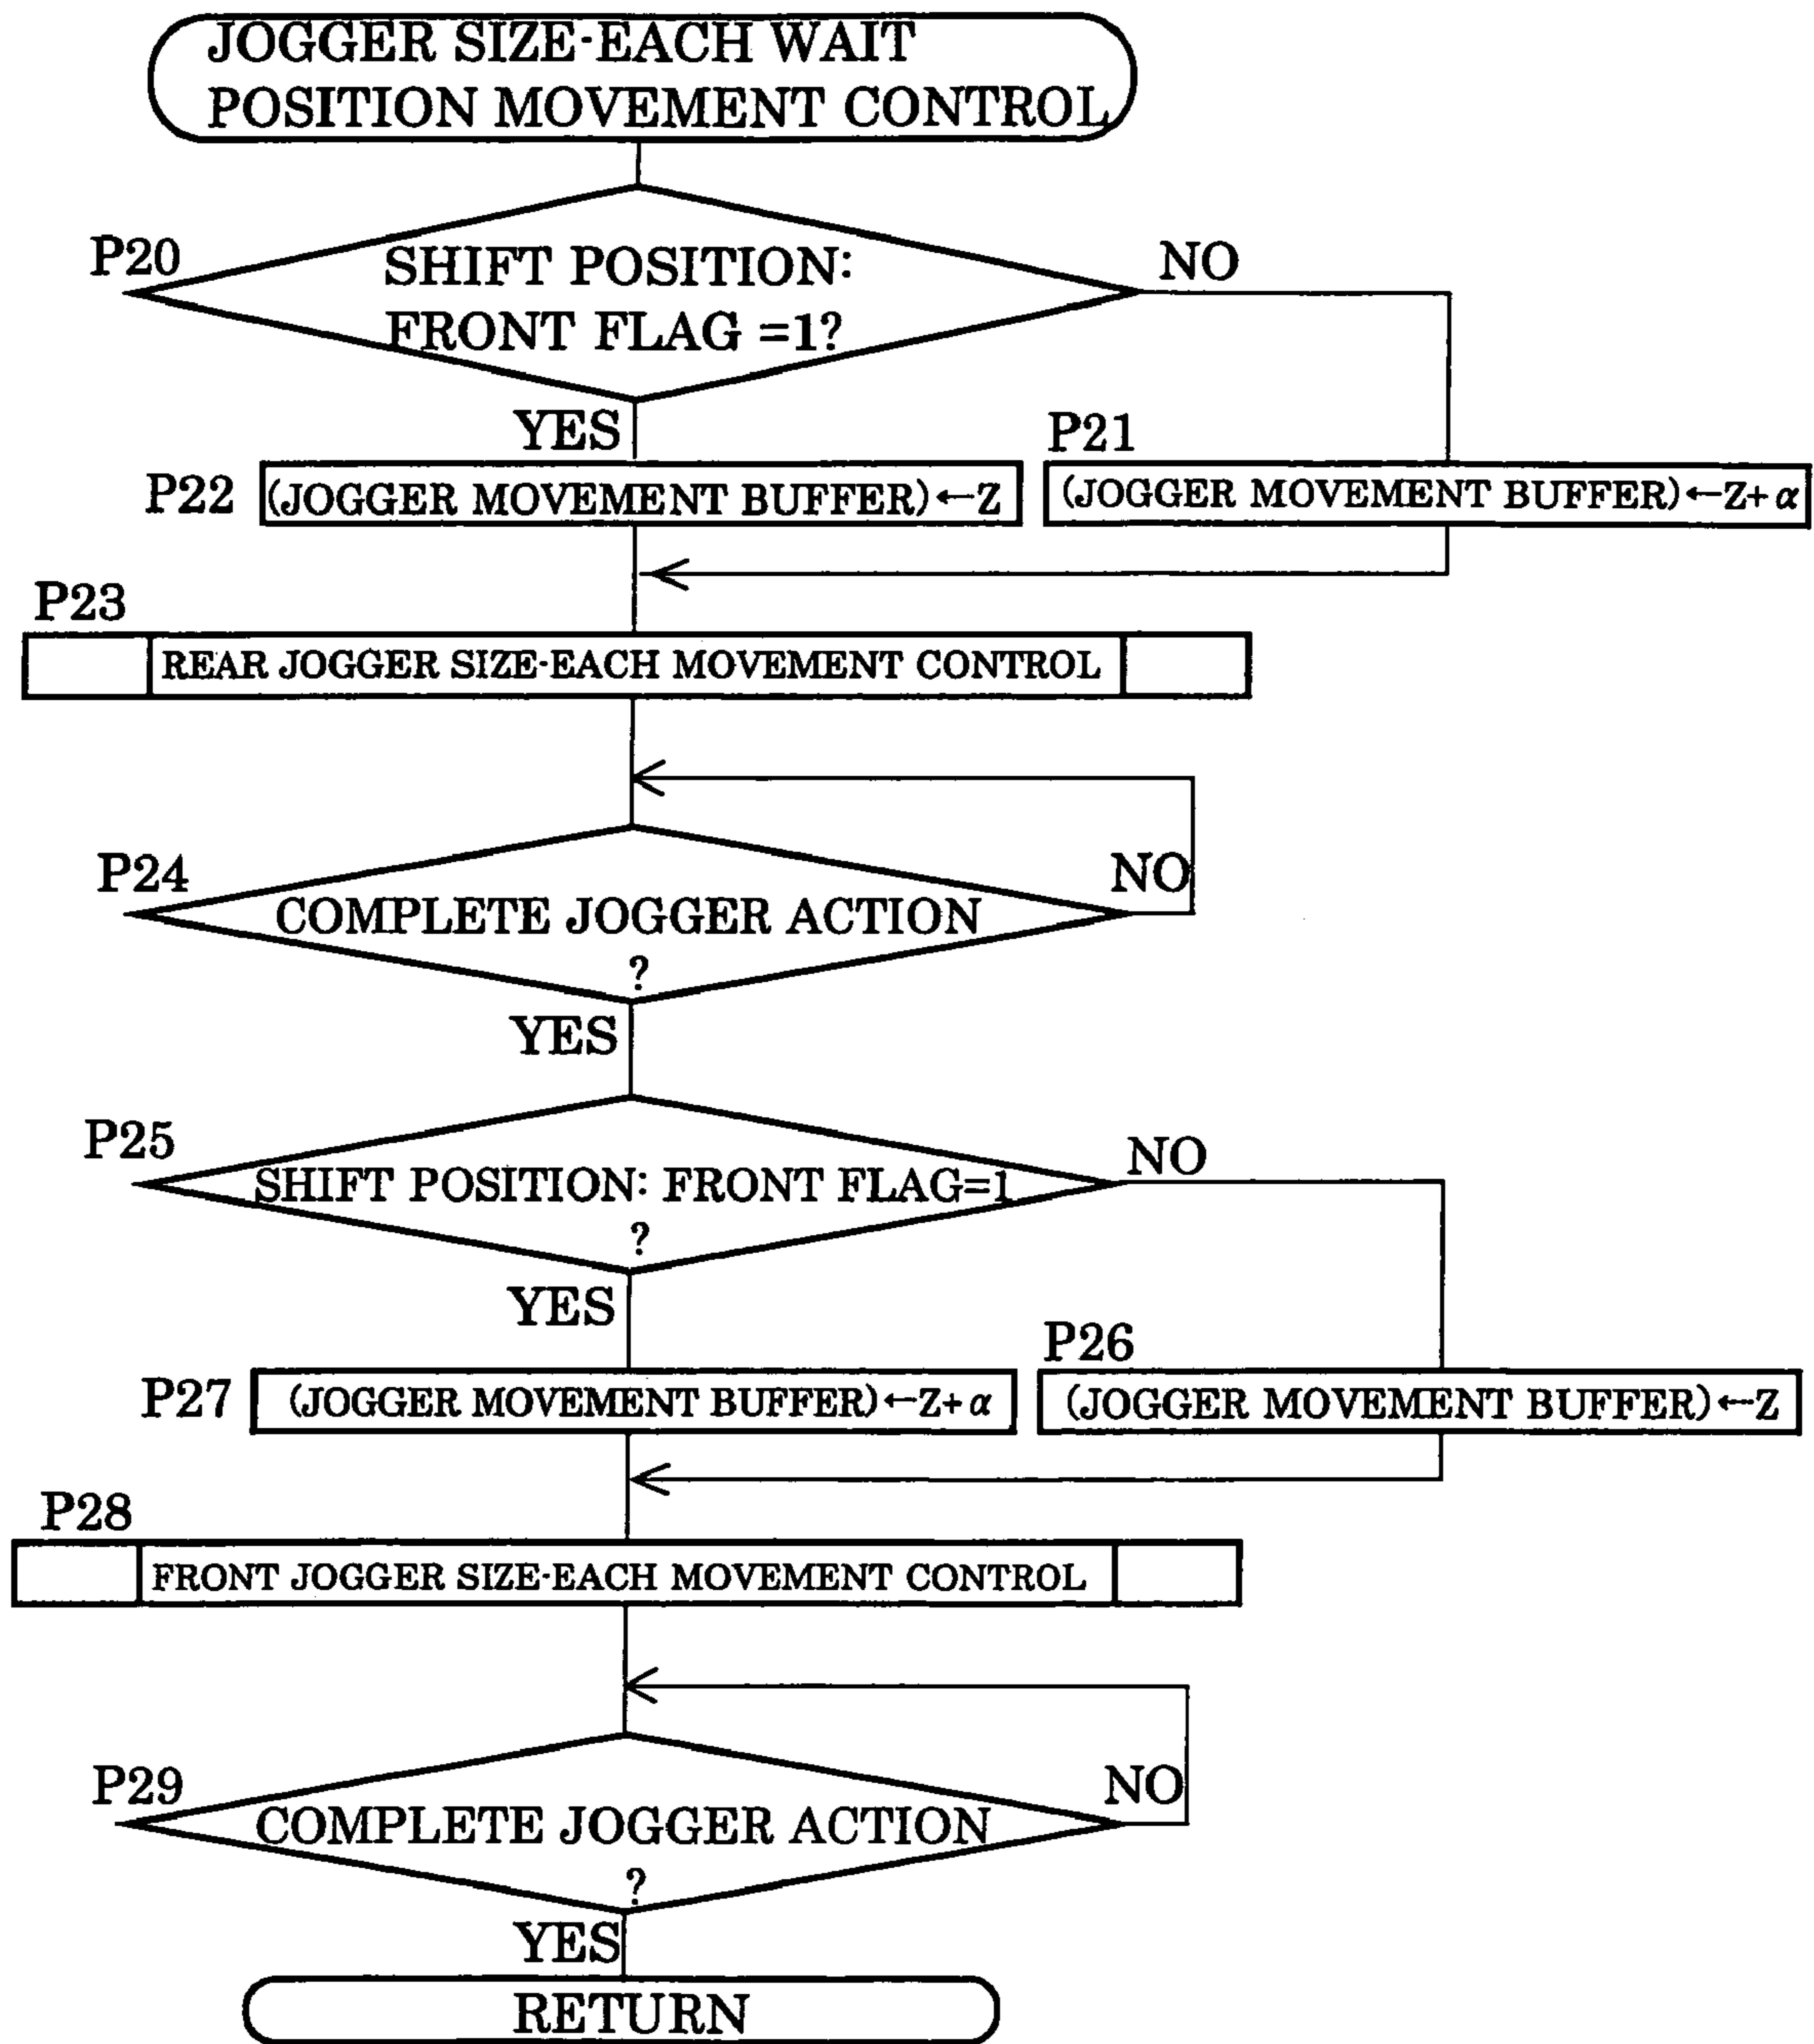 JOGGER SIZE-EACH WAIT
POSITION MOVEMENT CONTROL
P20
SHIFT POSITION:
FRONT FLAG =1?
NO
YES
P21
P22
(JOGGER MOVEMENT BUFFER)←Z
(JOGGER MOVEMENT BUFFER)←Z+α
P23
REAR JOGGER SIZE-EACH MOVEMENT CONTROL
P24
NO
COMPLETE JOGGER ACTION
?
YES
P25
NO
SHIFT POSITION: FRONT FLAG=1
?
YES
P26
P27
(JOGGER MOVEMENT BUFFER)←Z+α
(JOGGER MOVEMENT BUFFER)←Z
P28
FRONT JOGGER SIZE-EACH MOVEMENT CONTROL
P29
NO
COMPLETE JOGGER ACTION
?
YES
RETURN